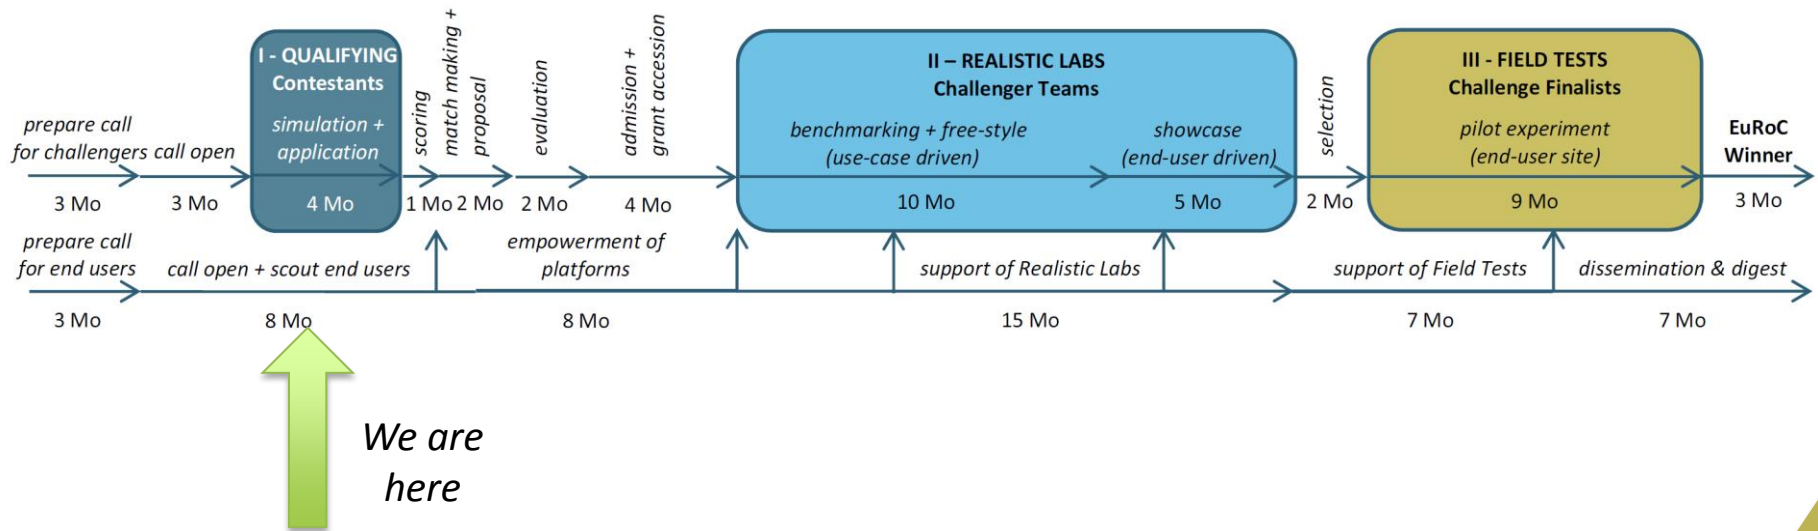 prepare call
for challengers
3 Mo
call open
3 Mo
I - QUALIFYING
Contestants
simulation +
application
4 Mo
scoring
1 Mo
match making +
proposal
2 Mo
evaluation
2 Mo
admission +
grant accession
4 Mo
II – REALISTIC LABS
Challenger Teams
benchmarking + free-style
(use-case driven)
10 Mo
showcase
(end-user driven)
5 Mo
selection
2 Mo
III - FIELD TESTS
Challenge Finalists
pilot experiment
(end-user site)
9 Mo
EuRoC
Winner
3 Mo
prepare call
for end users
3 Mo
call open + scout end users
8 Mo
empowerment of
platforms
8 Mo
support of Realistic Labs
15 Mo
support of Field Tests
7 Mo
dissemination & digest
7 Mo
We are
here